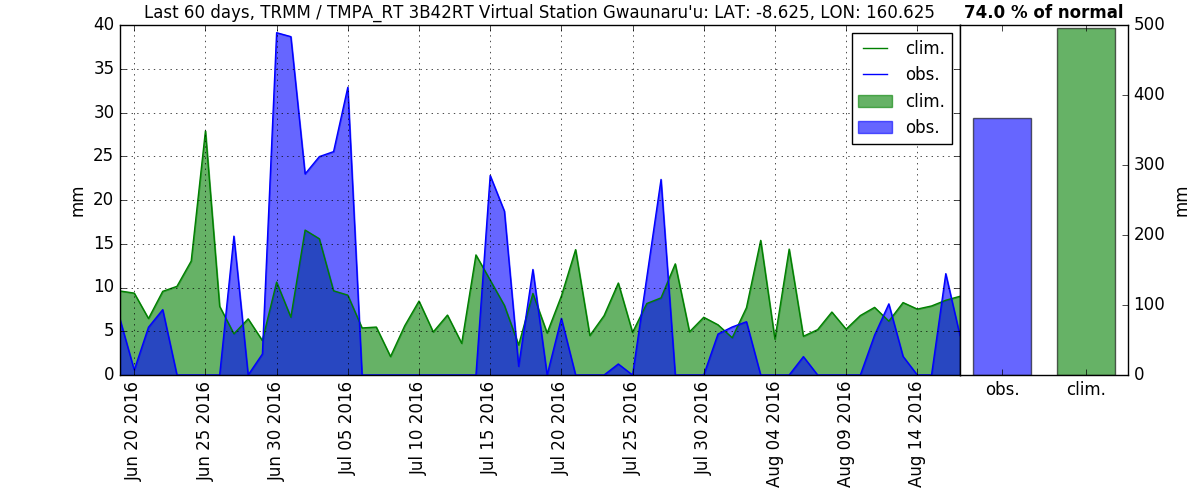 Last 60 days, TRMM / TMPA_RT 3B42RT Virtual Station Gwaunaru'u: LAT: -8.625, LON: 160.625
74.0 % of normal
40
35
30
25
20
15
10
5
0
mm
clim.
obs.
clim.
obs.
500
400
300
200
100
0
mm
Jun 20 2016
Jun 25 2016
Jun 30 2016
Jul 05 2016
Jul 10 2016
Jul 15 2016
Jul 20 2016
Jul 25 2016
Jul 30 2016
Aug 04 2016
Aug 09 2016
Aug 14 2016
obs.
clim.